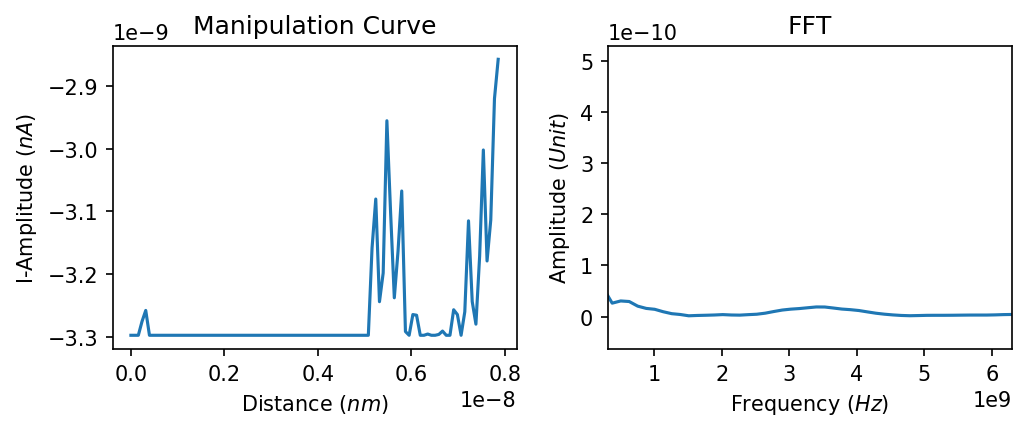 Manipulation Curve
1e−9
−2.9
−3.0
−3.1
−3.2
−3.3
I-Amplitude (nA)
0.0 0.2 0.4 0.6 0.8
Distance (nm)
1e−8
FFT
1e−10
5
4
3
2
1
0
Amplitude (Unit)
1 2 3 4 5 6
Frequency (Hz)
1e9